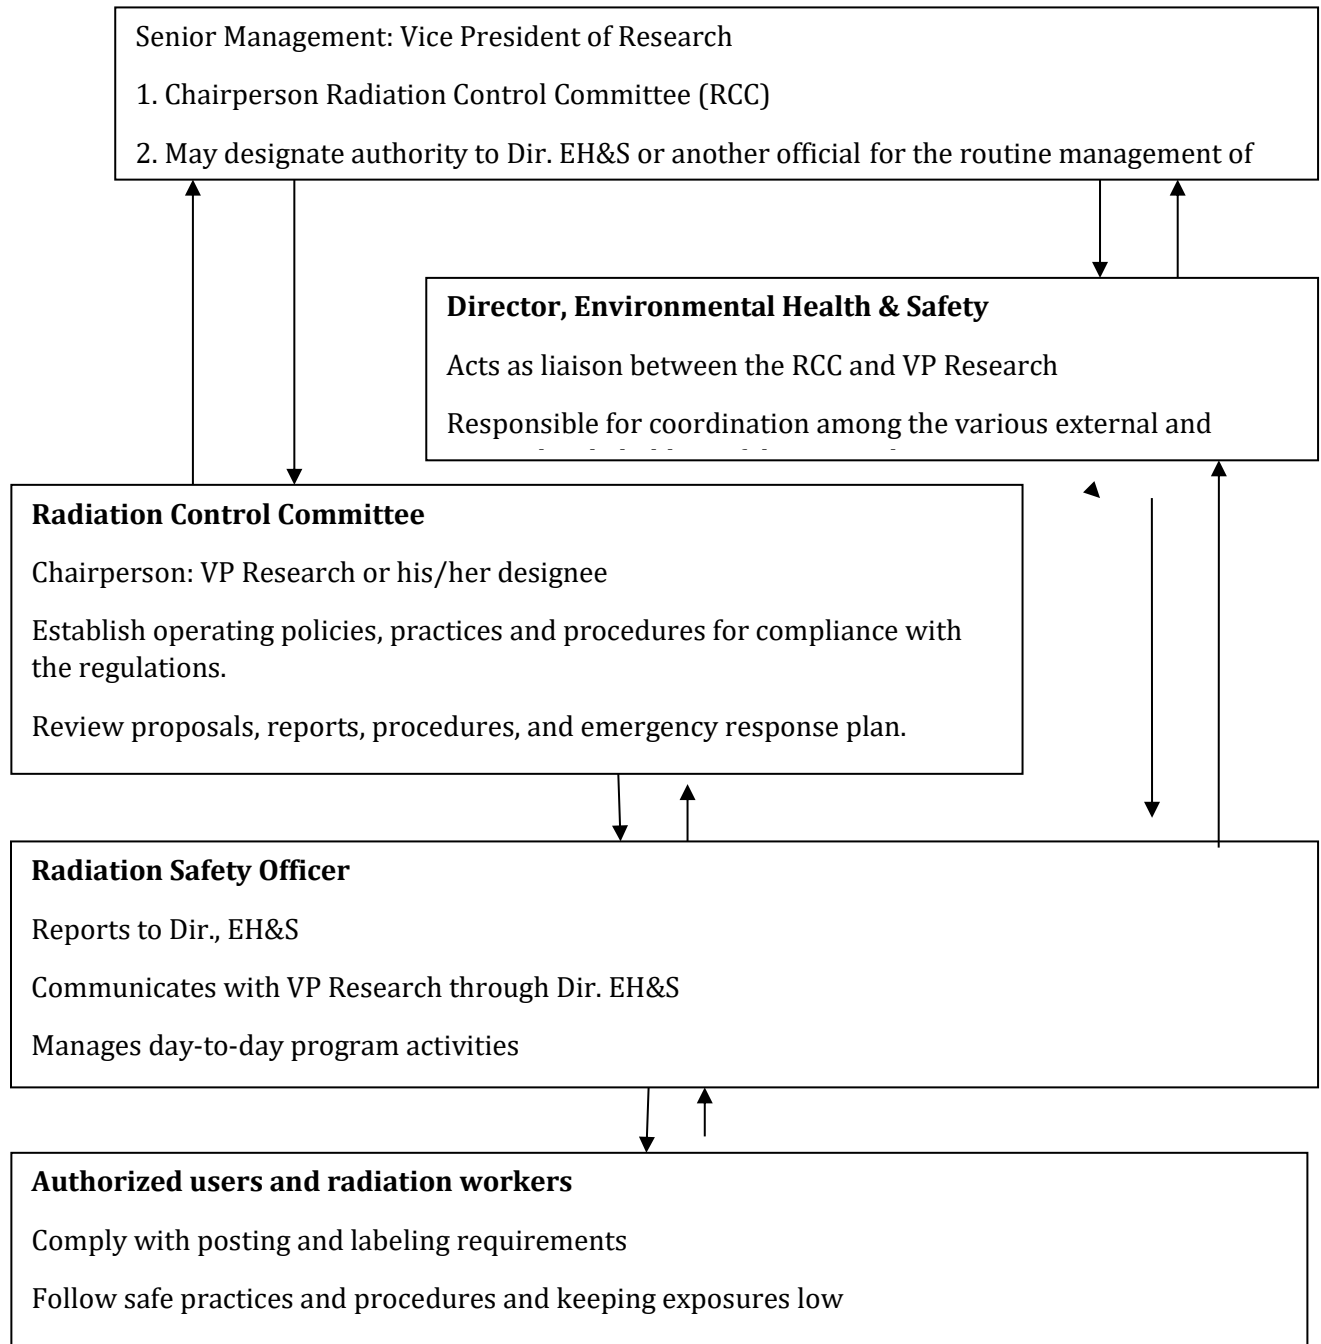 Senior Management: Vice President of Research
1. Chairperson Radiation Control Committee (RCC)
2. May designate authority to Dir. EH&S or another official for the routine management of
Director, Environmental Health & Safety
Acts as liaison between the RCC and VP Research
Responsible for coordination among the various external and
Radiation Control Committee
Chairperson: VP Research or his/her designee
Establish operating policies, practices and procedures for compliance with
the regulations.
Review proposals, reports, procedures, and emergency response plan.
Radiation Safety Officer
Reports to Dir., EH&S
Communicates with VP Research through Dir. EH&S
Manages day-to-day program activities
Authorized users and radiation workers
Comply with posting and labeling requirements
Follow safe practices and procedures and keeping exposures low